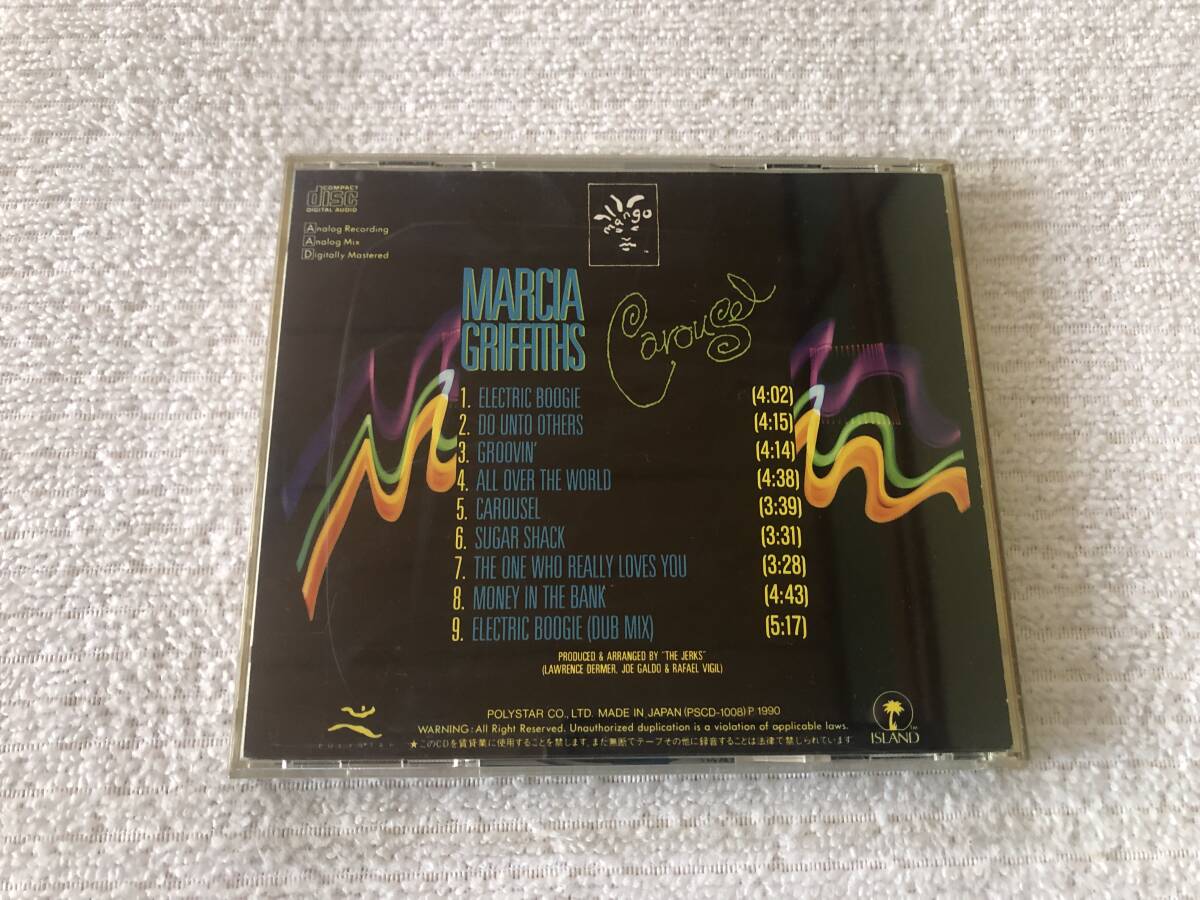 COMPACT
disc
DIGITAL AUDIO
Analog Recording
Analog Mix
Digitally Mastered
mango
MARCIA
GRIFFITHS
Carousel
1. ELECTRIC BOOGIE (4:02)
2. DO UNTO OTHERS (4:15)
3. GROOVIN' (4:14)
4. ALL OVER THE WORLD (4:38)
5. CAROUSEL (3:39)
6. SUGAR SHACK (3:31)
7. THE ONE WHO REALLY LOVES YOU (3:28)
8. MONEY IN THE BANK (4:43)
9. ELECTRIC BOOGIE (DUB MIX) (5:17)
PRODUCED & ARRANGED BY "THE JERKS"
(LAWRENCE DERMER, JOE GALDO & RAFAEL VIGIL)
POLYSTAR CO., LTD. MADE IN JAPAN (PSCD-1008) P 1990
WARNING: All Right Reserved. Unauthorized duplication is a violation of applicable laws.
★このCDを賃貸業に使用することを禁じます。また無断でテープその他に録音することは法律で禁じられています
POLYSTAR
ISLAND
TM